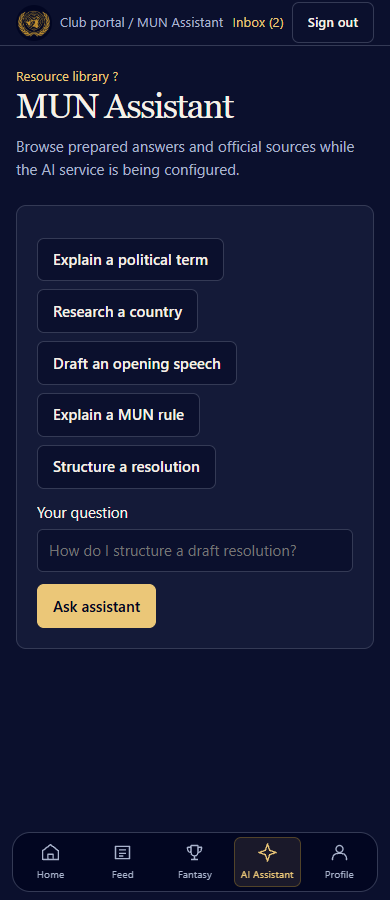 Club portal / MUN Assistant Inbox (2) Sign out
Resource library ?
MUN Assistant
Browse prepared answers and official sources while
the AI service is being configured.
Explain a political term
Research a country
Draft an opening speech
Explain a MUN rule
Structure a resolution
Your question
How do I structure a draft resolution?
Ask assistant
Home Feed Fantasy AI Assistant Profile